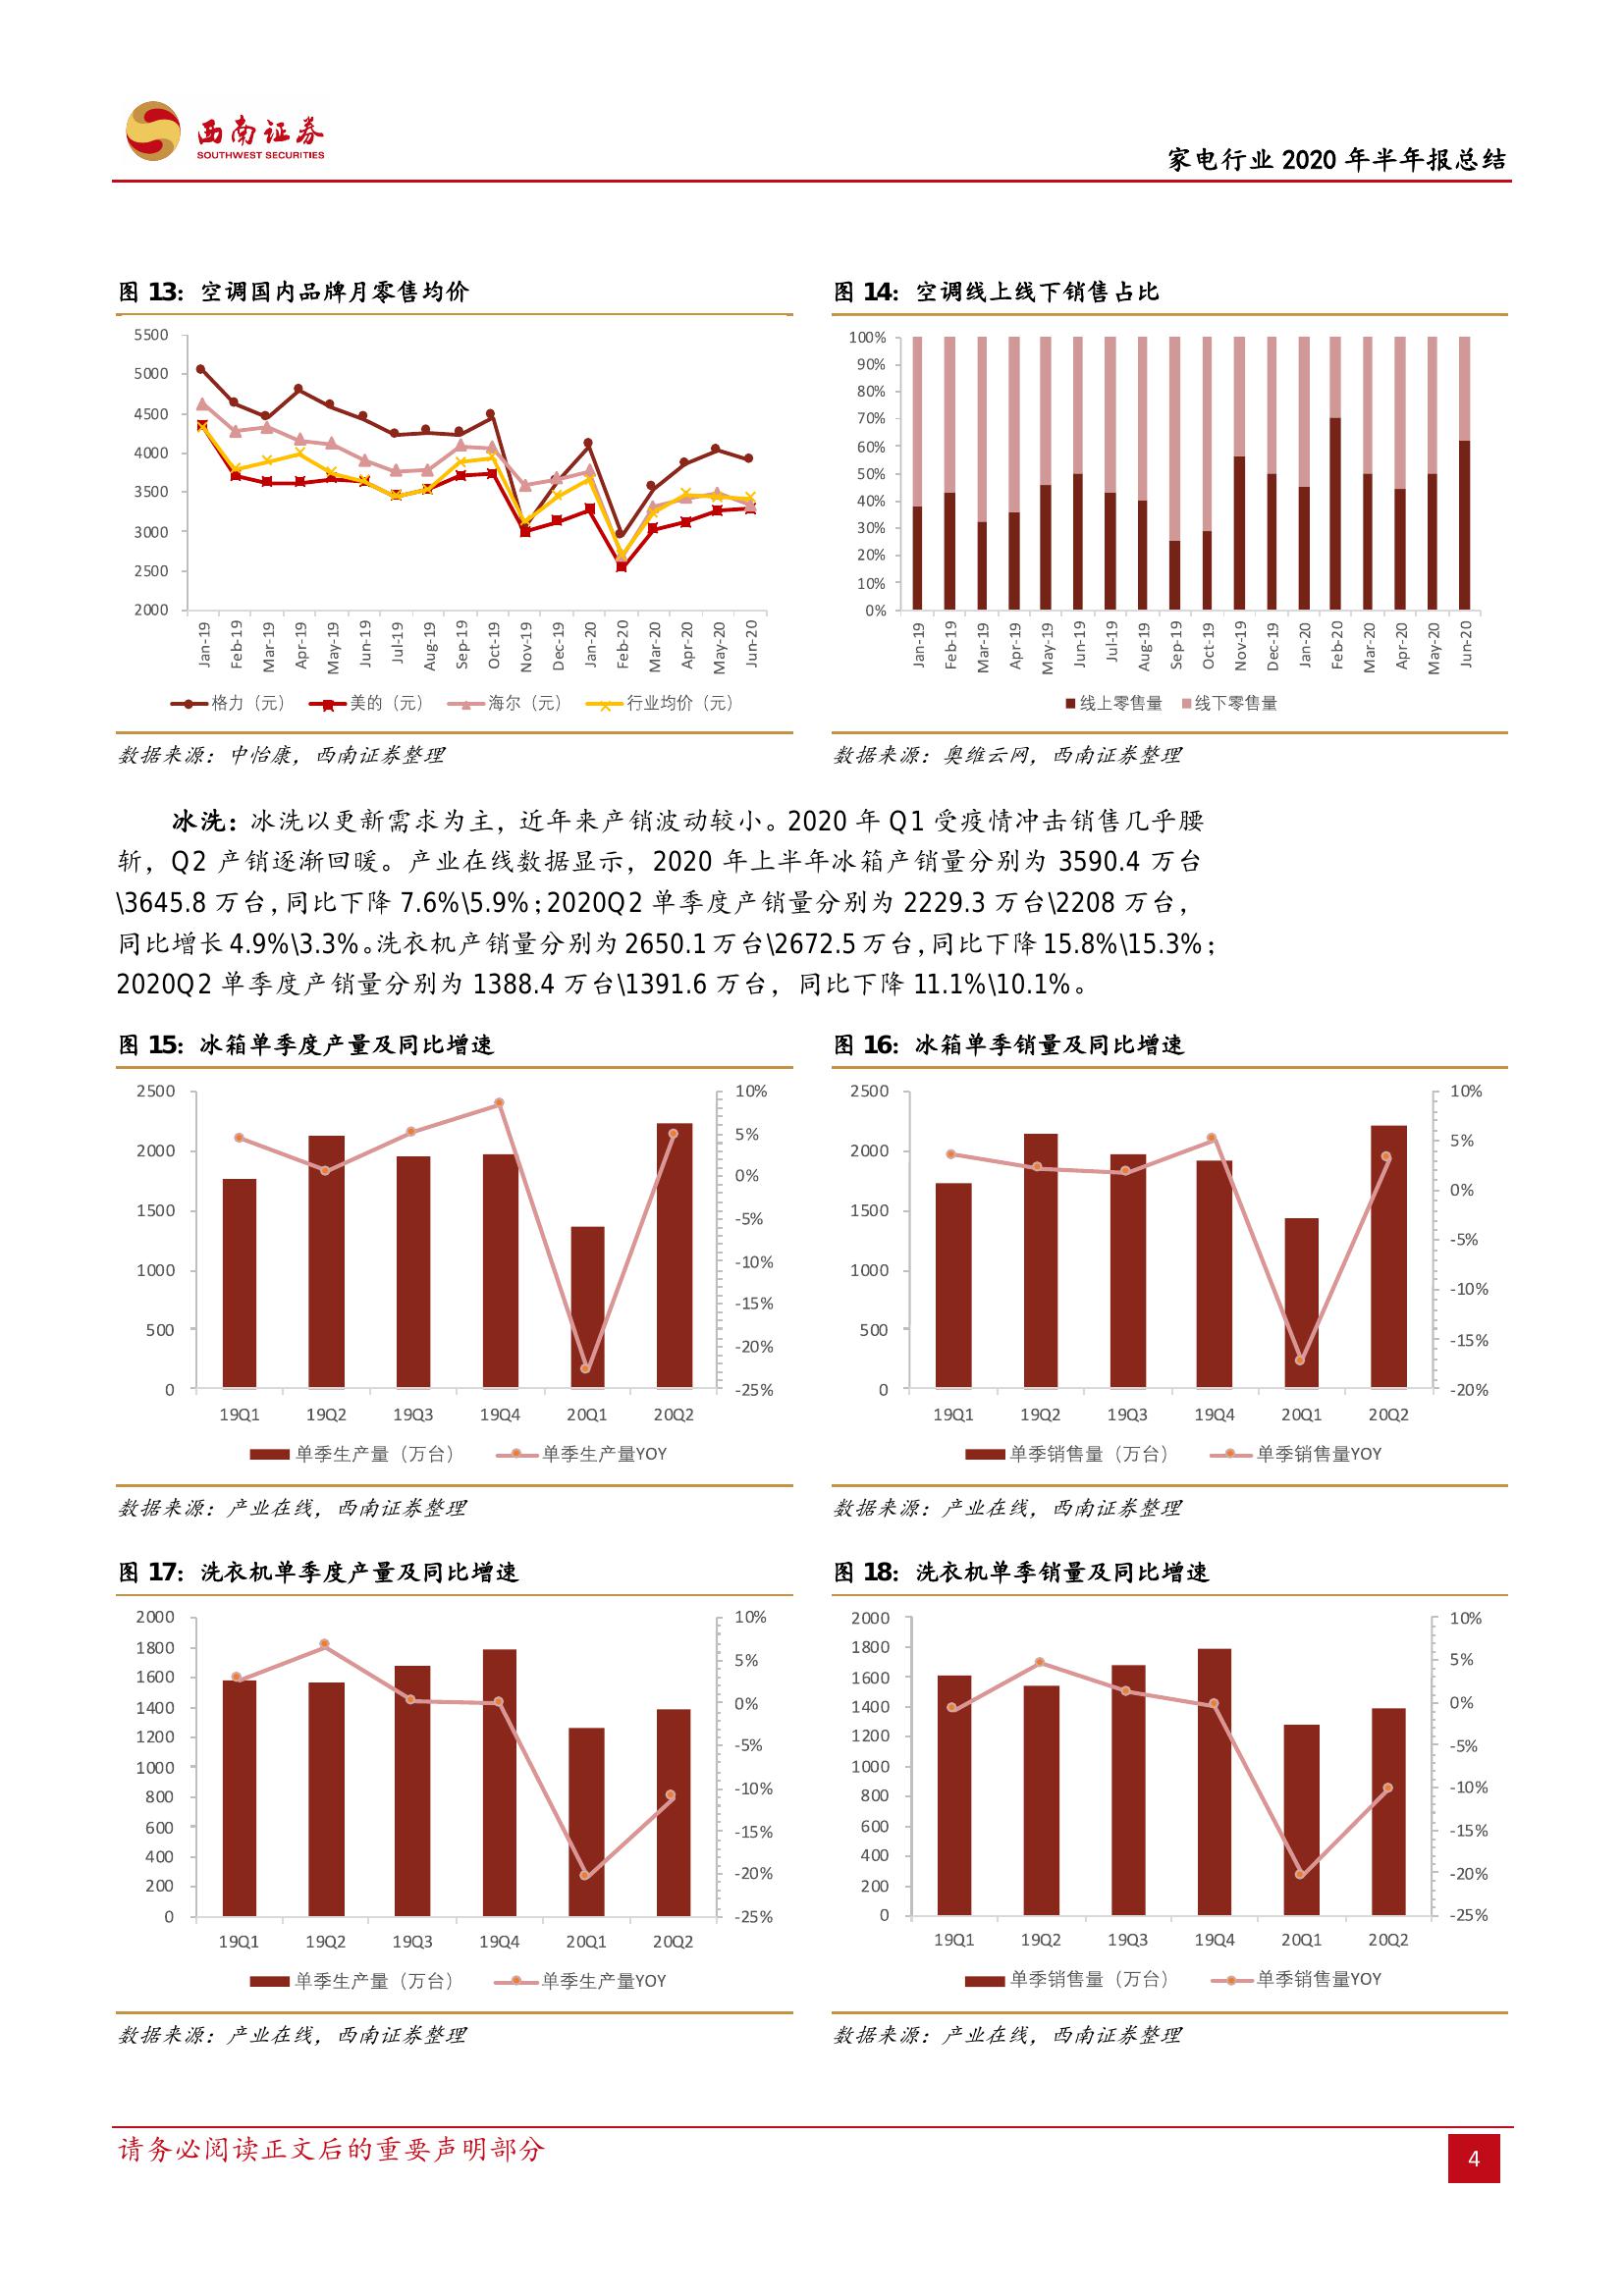 西南证券
SOUTHWEST SECURITIES
家电行业 2020 年半年报总结
图 13：空调国内品牌月零售均价
5500
5000
4500
4000
3500
3000
2500
2000
Jan-19 Feb-19 Mar-19 Apr-19 May-19 Jun-19 Jul-19 Aug-19 Sep-19 Oct-19 Nov-19 Dec-19 Jan-20 Feb-20 Mar-20 Apr-20 May-20 Jun-20
格力（元） 美的（元） 海尔（元） 行业均价（元）
数据来源：中怡康，西南证券整理
图 14：空调线上线下销售占比
100%
90%
80%
70%
60%
50%
40%
30%
20%
10%
0%
Jan-19 Feb-19 Mar-19 Apr-19 May-19 Jun-19 Jul-19 Aug-19 Sep-19 Oct-19 Nov-19 Dec-19 Jan-20 Feb-20 Mar-20 Apr-20 May-20 Jun-20
线上零售量 线下零售量
数据来源：奥维云网，西南证券整理
冰洗：冰洗以更新需求为主，近年来产销波动较小。2020 年 Q1 受疫情冲击销售几乎腰
斩，Q2 产销逐渐回暖。产业在线数据显示，2020 年上半年冰箱产销量分别为 3590.4 万台
\3645.8 万台，同比下降 7.6%\5.9%；2020Q2 单季度产销量分别为 2229.3 万台\2208 万台，
同比增长 4.9%\3.3%。洗衣机产销量分别为 2650.1 万台\2672.5 万台，同比下降 15.8%\15.3%；
2020Q2 单季度产销量分别为 1388.4 万台\1391.6 万台，同比下降 11.1%\10.1%。
图 15：冰箱单季度产量及同比增速
2500 10%
2000 5%
1500 0%
1000 -5%
500 -10%
0 -15%
-20%
-25%
19Q1 19Q2 19Q3 19Q4 20Q1 20Q2
单季生产量（万台） 单季生产量YOY
数据来源：产业在线，西南证券整理
图 16：冰箱单季销量及同比增速
2500 10%
2000 5%
1500 0%
1000 -5%
500 -10%
0 -15%
-20%
19Q1 19Q2 19Q3 19Q4 20Q1 20Q2
单季销售量（万台） 单季销售量YOY
数据来源：产业在线，西南证券整理
图 17：洗衣机单季度产量及同比增速
2000 10%
1800 5%
1600 0%
1400 -5%
1200 -10%
1000 -15%
800 -20%
600 -25%
400
200
0
19Q1 19Q2 19Q3 19Q4 20Q1 20Q2
单季生产量（万台） 单季生产量YOY
数据来源：产业在线，西南证券整理
图 18：洗衣机单季销量及同比增速
2000 10%
1800 5%
1600 0%
1400 -5%
1200 -10%
1000 -15%
800 -20%
600 -25%
400
200
0
19Q1 19Q2 19Q3 19Q4 20Q1 20Q2
单季销售量（万台） 单季销售量YOY
数据来源：产业在线，西南证券整理
请务必阅读正文后的重要声明部分
4